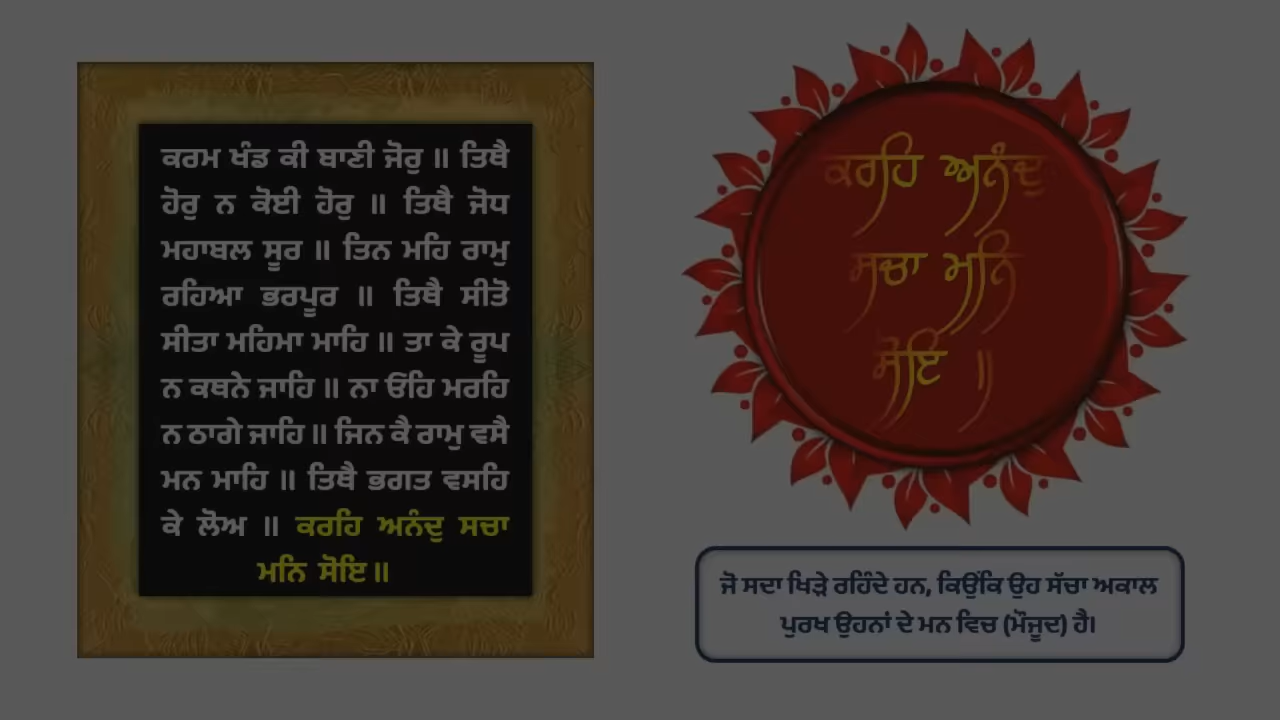 ਕਰਮ ਖੰਡ ਕੀ ਬਾਣੀ ਜੋਰੁ ॥ ਤਿਥੈ
ਹੋਰੁ ਨ ਕੋਈ ਹੋਰੁ ॥ ਤਿਥੈ ਜੋਧ
ਮਹਾਬਲ ਸੂਰ ॥ ਤਿਨ ਮਹਿ ਰਾਮੁ
ਰਹਿਆ ਭਰਪੂਰ ॥ ਤਿਥੈ ਸੀਤੋ
ਸੀਤਾ ਮਹਿਮਾ ਮਾਹਿ ॥ ਤਾ ਕੇ ਰੂਪ
ਨ ਕਥਨੇ ਜਾਹਿ ॥ ਨਾ ਓਹਿ ਮਰਹਿ
ਨ ਠਾਗੇ ਜਾਹਿ ॥ ਜਿਨ ਕੈ ਰਾਮੁ ਵਸੈ
ਮਨ ਮਾਹਿ ॥ ਤਿਥੈ ਭਗਤ ਵਸਹਿ
ਕੇ ਲੋਅ ॥ ਕਰਹਿ ਅਨੰਦੁ ਸਚਾ
ਮਨਿ ਸੋਇ ॥
ਕਰਹਿ ਅਨੰਦੁ
ਸਚਾ ਮਨਿ
ਸੋਇ ॥
ਜੋ ਸਦਾ ਖਿੜੇ ਰਹਿੰਦੇ ਹਨ, ਕਿਉਂਕਿ ਉਹ ਸੱਚਾ ਅਕਾਲ
ਪੁਰਖ ਉਹਨਾਂ ਦੇ ਮਨ ਵਿਚ (ਮੌਜੂਦ) ਹੈ।